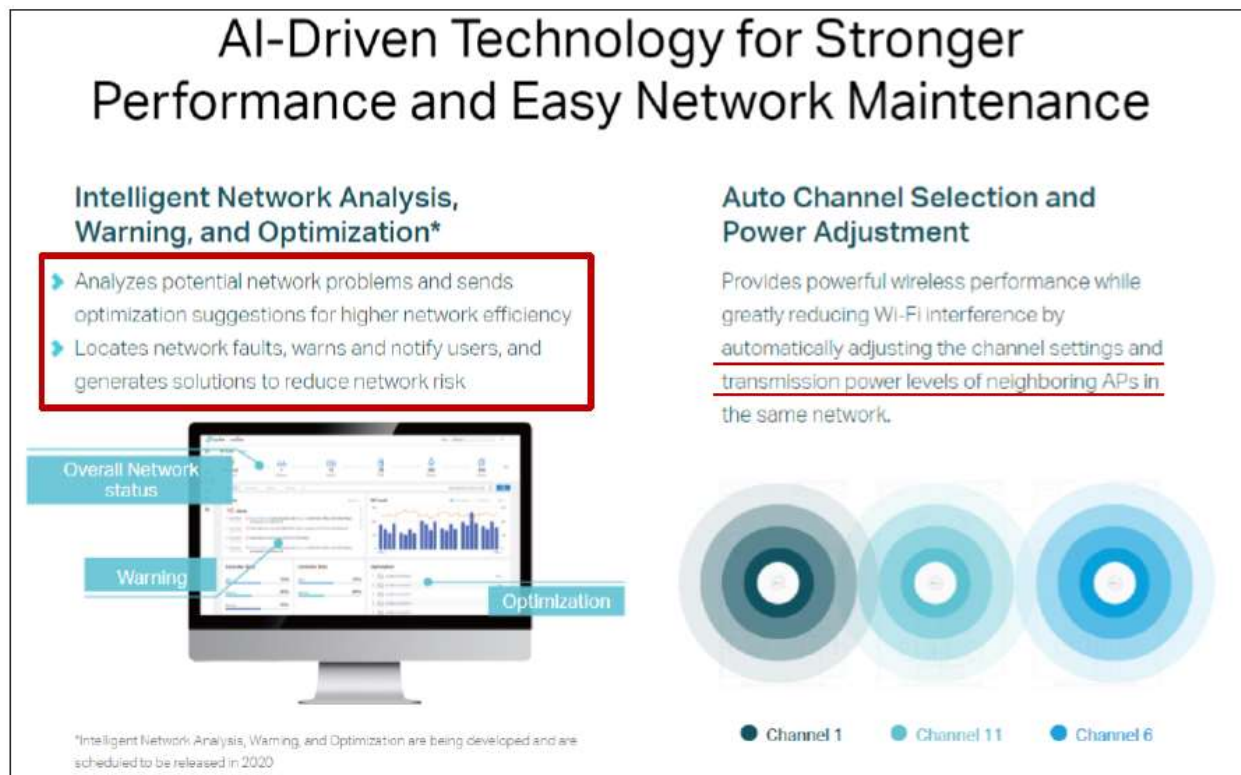 AI-Driven Technology for Stronger
Performance and Easy Network Maintenance
Intelligent Network Analysis,
Warning, and Optimization*
Analyzes potential network problems and sends
optimization suggestions for higher network efficiency
Locates network faults, warns and notify users, and
generates solutions to reduce network risk
Overall Network
status
Warning
Optimization
*Intelligent Network Analysis, Warning, and Optimization are being developed and are
scheduled to be released in 2020
Auto Channel Selection and
Power Adjustment
Provides powerful wireless performance while
greatly reducing Wi-Fi interference by
automatically adjusting the channel settings and
transmission power levels of neighboring APs in
the same network.
Channel 1
Channel 11
Channel 6